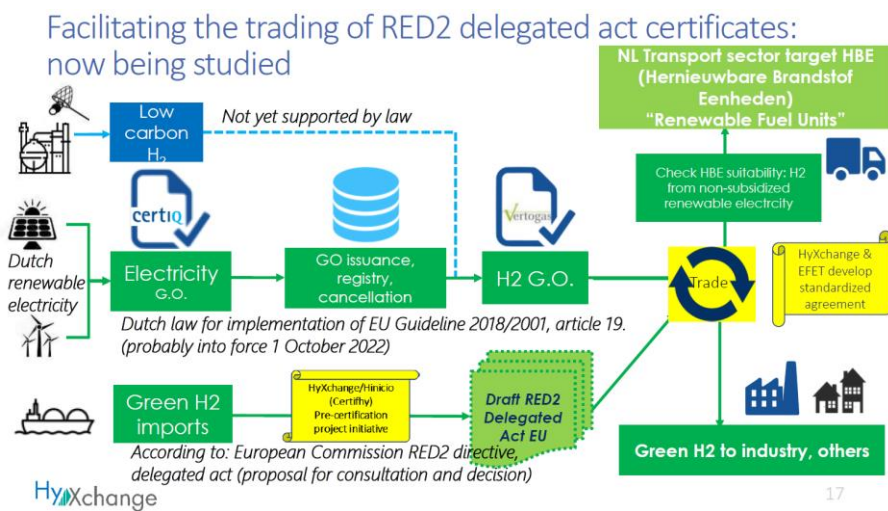 Facilitating the trading of RED2 delegated act certificates:
now being studied
NL Transport sector target HBE
(Hernieuwbare Brandstof
Eenheden)
“Renewable Fuel Units”
Low
carbon
H2
Not yet supported by law
Check HBE suitability: H2
from non-subsidized
renewable electrcity
certiq
Vertogas
Dutch
renewable
electricity
Electricity
G.O.
GO issuance,
registry,
cancellation
H2 G.O.
Trade
HyXchange &
EFET develop
standardized
agreement
Dutch law for implementation of EU Guideline 2018/2001, article 19.
(probably into force 1 October 2022)
Green H2
imports
HyXchange/Hinicio
(Certifhy)
Pre-certification
project initiative
Draft RED2
Delegated
Act EU
Green H2 to industry, others
According to: European Commission RED2 directive,
delegated act (proposal for consultation and decision)
HyXchange
17